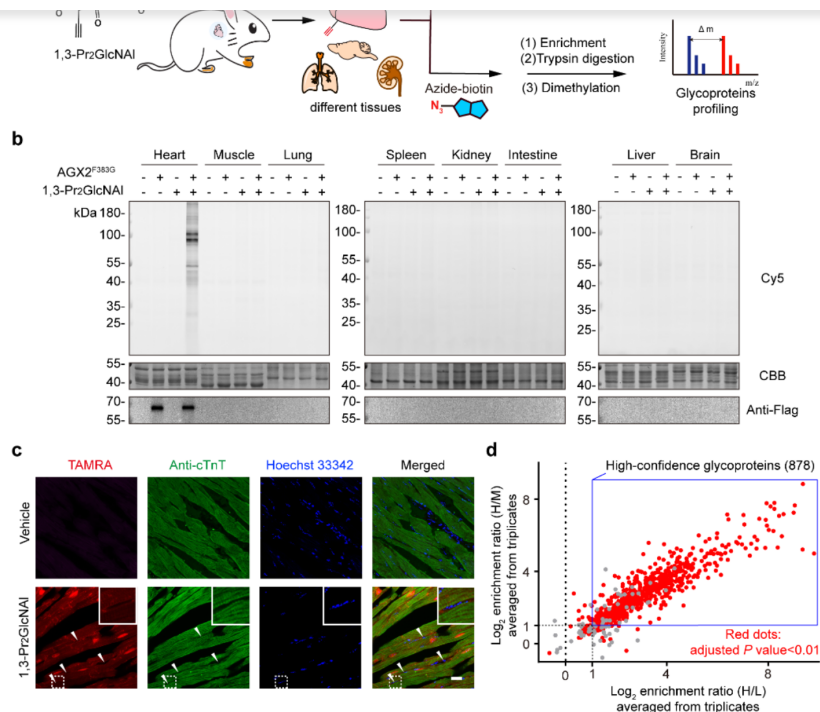 1,3-Pr2GlcNAl
different tissues
N3
Azide-biotin
(1) Enrichment
(2)Trypsin digestion
(3) Dimethylation
Intensity
Δ m
m/z
Glycoproteins
profiling
b
Heart Muscle Lung Spleen Kidney Intestine Liver Brain
AGX2F383G - + - + - + - + - + - + - + - + - + - + - + - + - + - + - + - +
1,3-Pr2GlcNAl - - + + - - + + - - + + - - + + - - + + - - + + - - + + - - + +
kDa 180- 180- 180-
100- 100- 100-
55- 55- 55-
40- 40- 40-
35- 35- 35-
25- 25- 25-
Cy5
55- 55- 55-
40- 40- 40-
CBB
70- 70- 70-
55- 55- 55-
Anti-Flag
c
TAMRA Anti-cTnT Hoechst 33342 Merged
Vehicle
1,3-Pr2GlcNAl
d
High-confidence glycoproteins (878)
Log2 enrichment ratio (H/M)
averaged from triplicates
8
4
1
0
Red dots:
adjusted P value<0.01
0 1 4 8
Log2 enrichment ratio (H/L)
averaged from triplicates